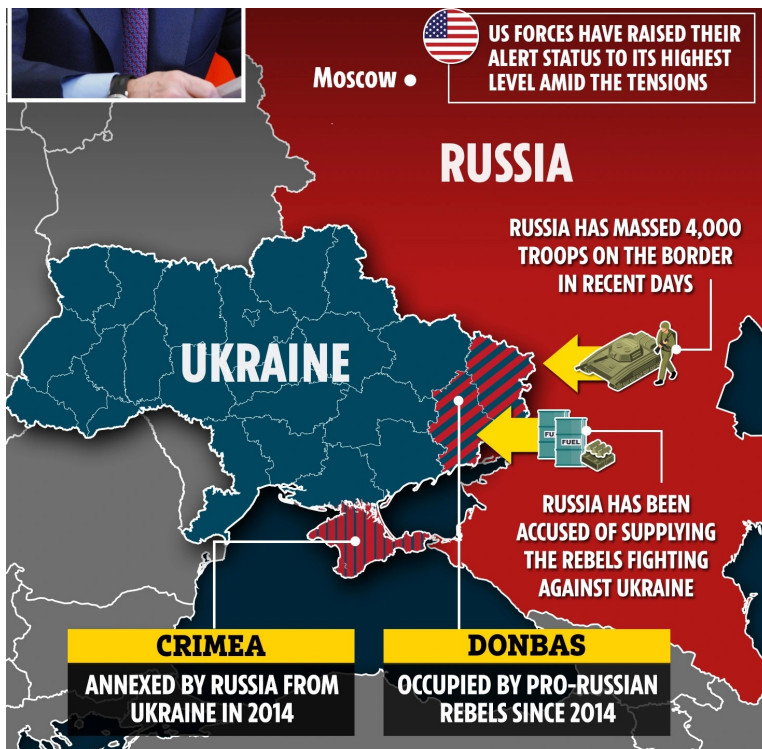 US FORCES HAVE RAISED THEIR
ALERT STATUS TO ITS HIGHEST
LEVEL AMID THE TENSIONS
Moscow
RUSSIA
RUSSIA HAS MASSED 4,000
TROOPS ON THE BORDER
IN RECENT DAYS
UKRAINE
FU
FUEL
RUSSIA HAS BEEN
ACCUSED OF SUPPLYING
THE REBELS FIGHTING
AGAINST UKRAINE
CRIMEA
ANNEXED BY RUSSIA FROM
UKRAINE IN 2014
DONBAS
OCCUPIED BY PRO-RUSSIAN
REBELS SINCE 2014